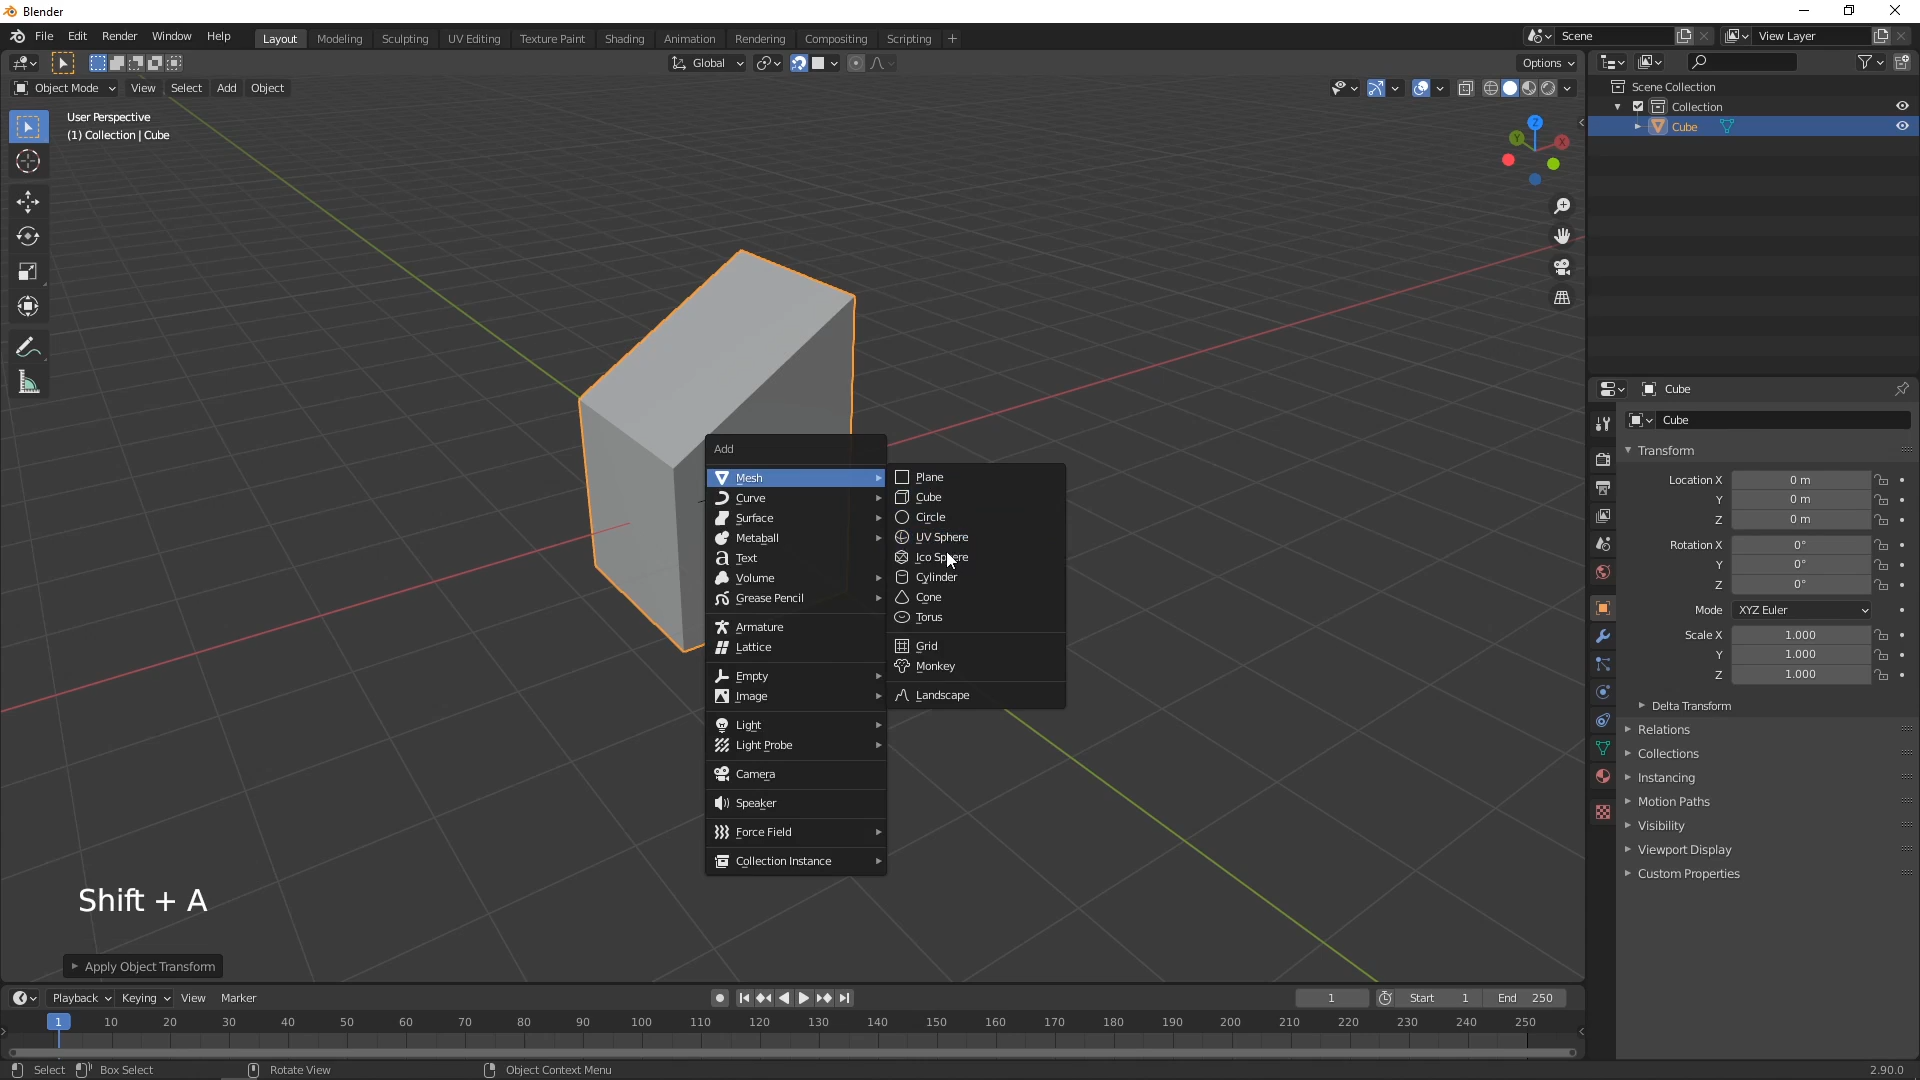 Blender
File Edit Render Window Help
Layout Modeling Sculpting UV Editing Texture Paint Shading Animation Rendering Compositing Scripting +
Scene
View Layer
Global
Options
Object Mode View Select Add Object
User Perspective
(1) Collection | Cube
Z
Y
X
Scene Collection
Collection
Cube
Cube
Cube
Transform
Location X 0 m
Y 0 m
Z 0 m
Rotation X 0°
Y 0°
Z 0°
Mode XYZ Euler
Scale X 1.000
Y 1.000
Z 1.000
Delta Transform
Relations
Collections
Instancing
Motion Paths
Visibility
Viewport Display
Custom Properties
Add
Mesh
Curve
Surface
Metaball
Text
Volume
Grease Pencil
Armature
Lattice
Empty
Image
Light
Light Probe
Camera
Speaker
Force Field
Collection Instance
Plane
Cube
Circle
UV Sphere
Ico Sphere
Cylinder
Cone
Torus
Grid
Monkey
Landscape
Shift + A
Apply Object Transform
Playback Keying View Marker
1 Start 1 End 250
1 10 20 30 40 50 60 70 80 90 100 110 120 130 140 150 160 170 180 190 200 210 220 230 240 250
Select Box Select Rotate View Object Context Menu 2.90.0